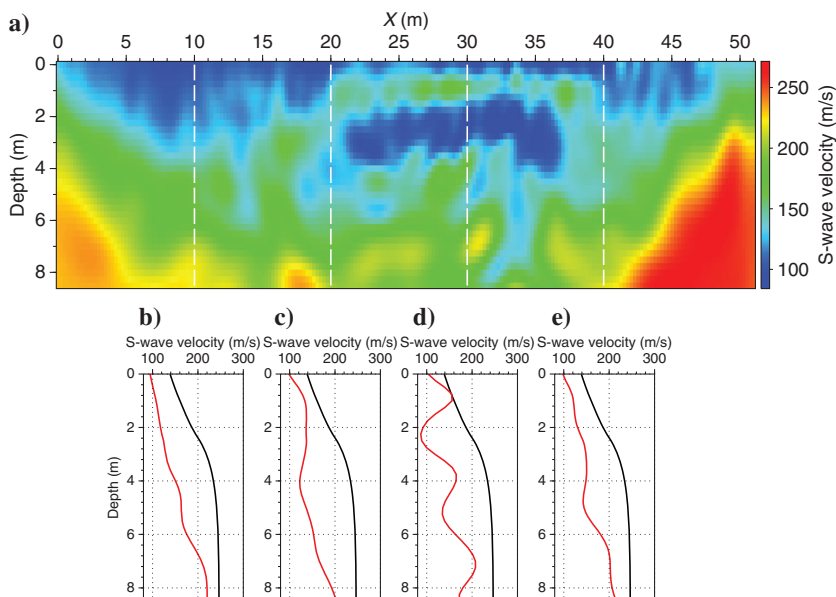 X (m)
a)
0 5 10 15 20 25 30 35 40 45 50
0
2
4
6
8
Depth (m)
250
200
150
100
S-wave velocity (m/s)
b) c) d) e)
S-wave velocity (m/s) S-wave velocity (m/s) S-wave velocity (m/s) S-wave velocity (m/s)
100 200 300 100 200 300 100 200 300 100 200 300
0 0 0 0
2 2 2 2
4 4 4 4
6 6 6 6
8 8 8 8
Depth (m)